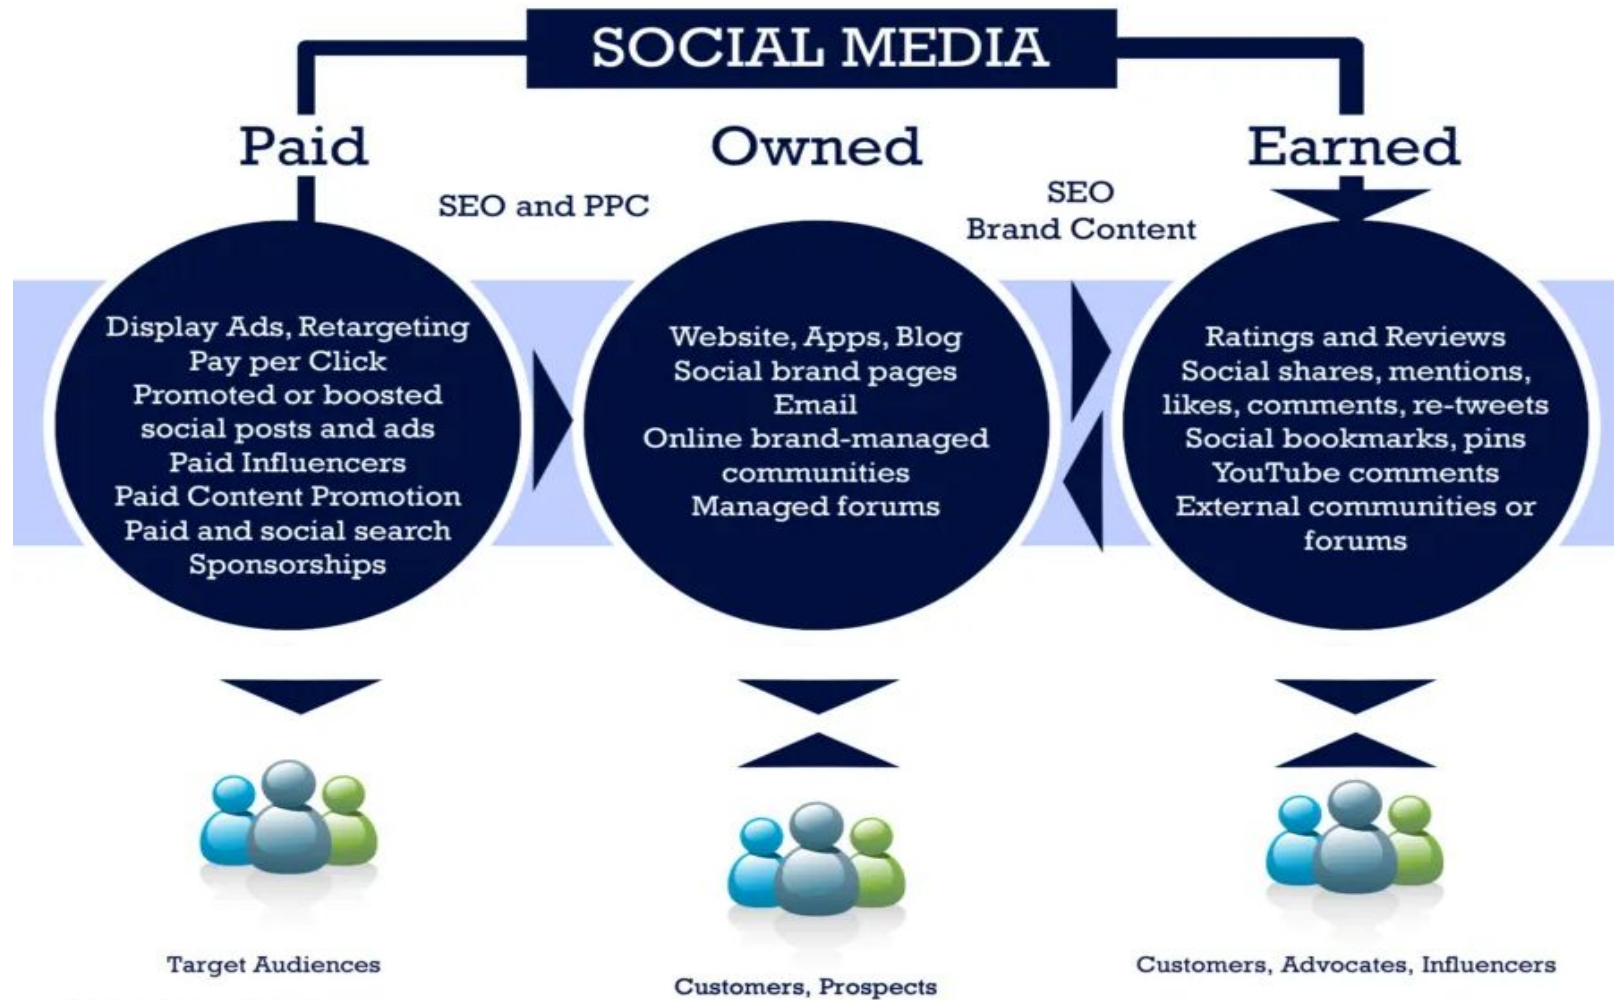 SOCIAL MEDIA
Paid
Owned
Earned
SEO and PPC
SEO
Brand Content
Display Ads, Retargeting
Pay per Click
Promoted or boosted
social posts and ads
Paid Influencers
Paid Content Promotion
Paid and social search
Sponsorships
Website, Apps, Blog
Social brand pages
Email
Online brand-managed
communities
Managed forums
Ratings and Reviews
Social shares, mentions,
likes, comments, re-tweets
Social bookmarks, pins
YouTube comments
External communities or
forums
Target Audiences
Customers, Prospects
Customers, Advocates, Influencers